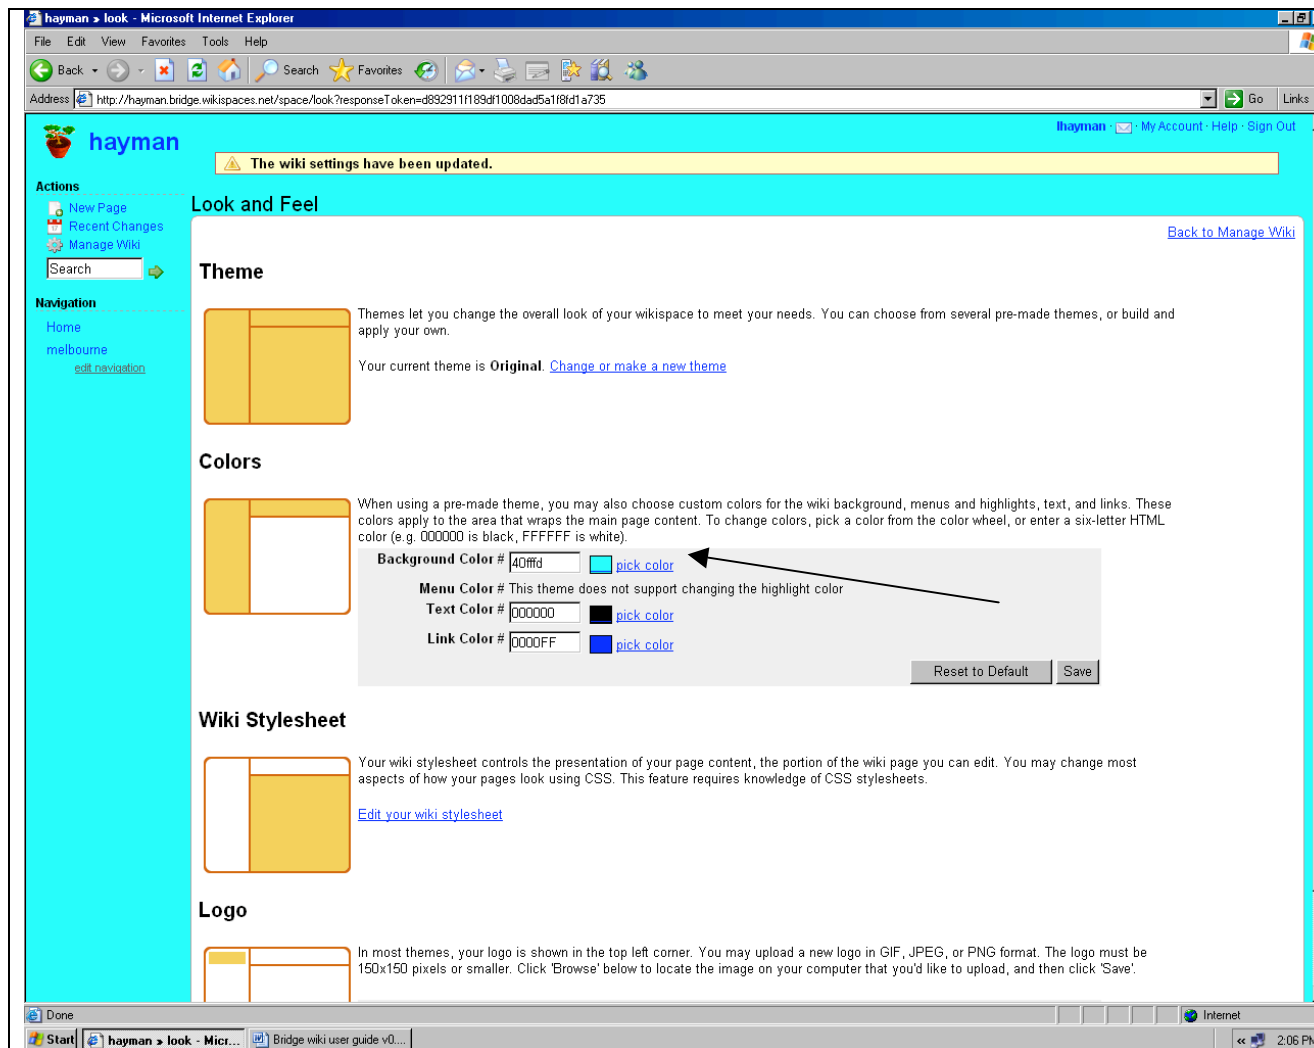 hayman » look - Microsoft Internet Explorer
File Edit View Favorites Tools Help
Back Search Favorites
Address http://hayman.bridge.wikispaces.net/space/look?responseToken=d892911f189df1008dad5a1f8fd1a735 Go Links
lhayman · · My Account · Help · Sign Out
hayman
The wiki settings have been updated.
Actions
New Page
Recent Changes
Manage Wiki
Search
Navigation
Home
melbourne
edit navigation
Look and Feel
Back to Manage Wiki
Theme
Themes let you change the overall look of your wikispace to meet your needs. You can choose from several pre-made themes, or build and
apply your own.
Your current theme is Original. Change or make a new theme
Colors
When using a pre-made theme, you may also choose custom colors for the wiki background, menus and highlights, text, and links. These
colors apply to the area that wraps the main page content. To change colors, pick a color from the color wheel, or enter a six-letter HTML
color (e.g. 000000 is black, FFFFFF is white).
Background Color # 40fffd pick color
Menu Color # This theme does not support changing the highlight color
Text Color # 000000 pick color
Link Color # 0000FF pick color
Reset to Default Save
Wiki Stylesheet
Your wiki stylesheet controls the presentation of your page content, the portion of the wiki page you can edit. You may change most
aspects of how your pages look using CSS. This feature requires knowledge of CSS stylesheets.
Edit your wiki stylesheet
Logo
In most themes, your logo is shown in the top left corner. You may upload a new logo in GIF, JPEG, or PNG format. The logo must be
150x150 pixels or smaller. Click 'Browse' below to locate the image on your computer that you'd like to upload, and then click 'Save'.
Done Internet
Start hayman » look - Micr... Bridge wiki user guide v0.... « 2:06 PM